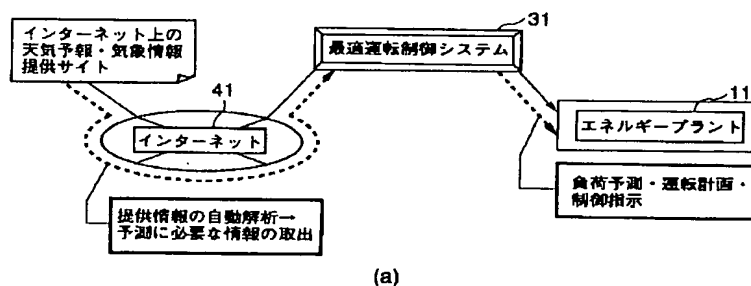 インターネット上の
天気予報・気象情報
提供サイト
31
最適運転制御システム
41
インターネット
11
エネルギープラント
提供情報の自動解析→
予測に必要な情報の取出
負荷予測・運転計画・
制御指示
(a)